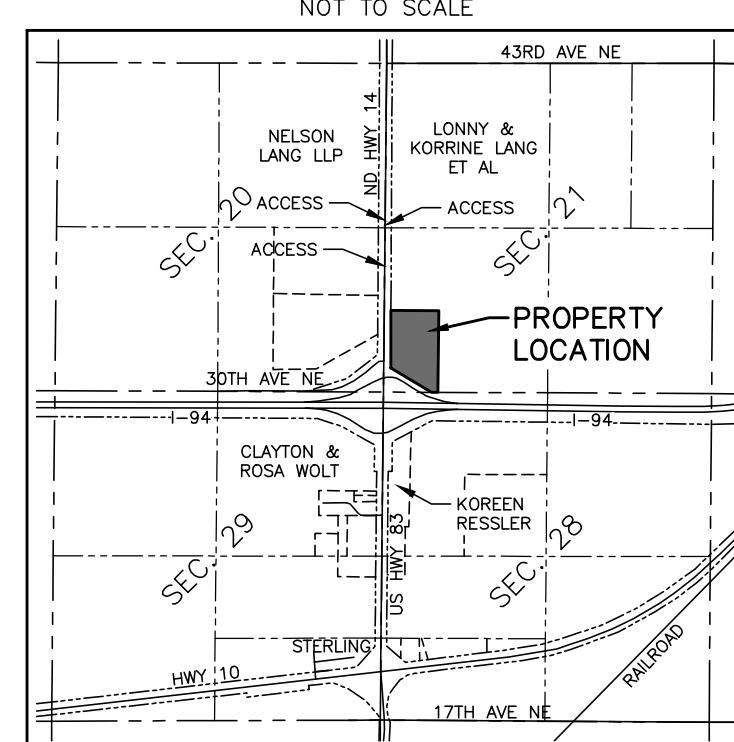 NOT TO SCALE
43RD AVE NE
ND HWY 14
NELSON
LANG LLP
LONNY &
KORRINE LANG
ET AL
ACCESS
ACCESS
SEC. 20
SEC. 21
ACCESS
PROPERTY
LOCATION
30TH AVE NE
I-94
I-94
CLAYTON &
ROSA WOLT
KOREEN
RESSLER
US HWY 83
SEC. 29
SEC. 28
STERLING
HWY 10
RAILROAD
17TH AVE NE